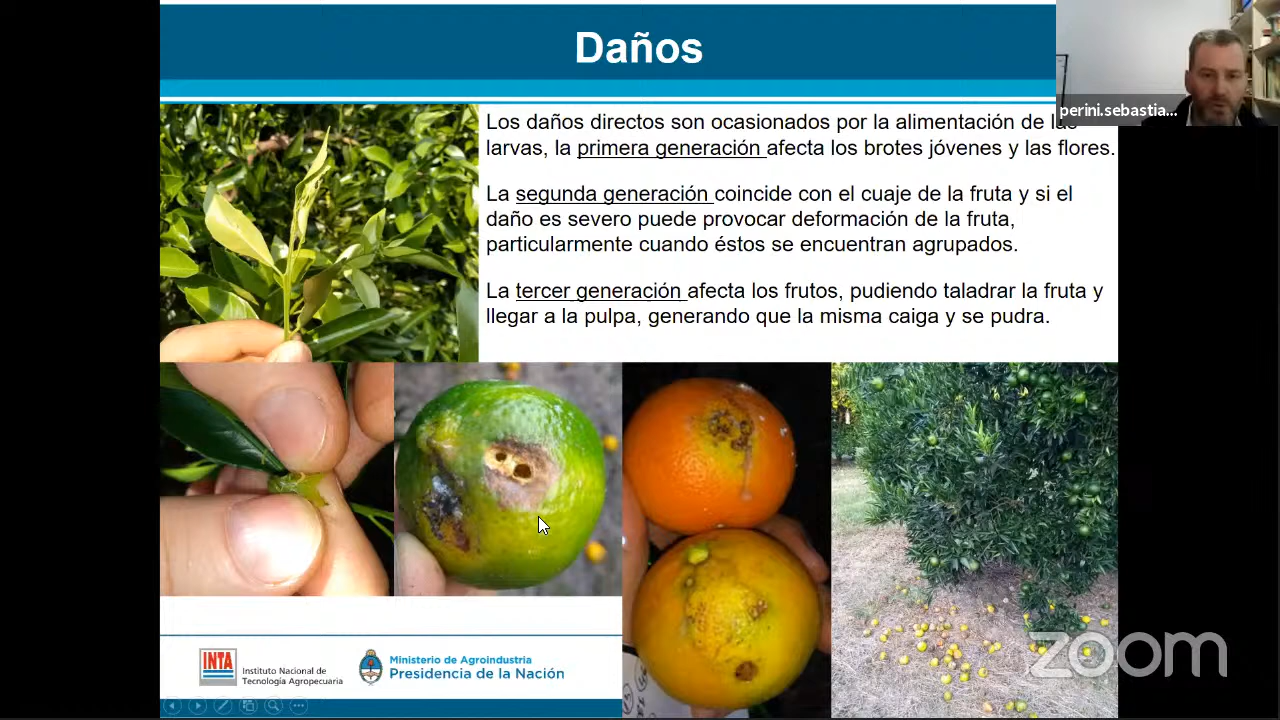 Daños
perini.sebastia...
Los daños directos son ocasionados por la alimentación de las
larvas, la primera generación afecta los brotes jóvenes y las flores.
La segunda generación coincide con el cuaje de la fruta y si el
daño es severo puede provocar deformación de la fruta,
particularmente cuando éstos se encuentran agrupados.
La tercer generación afecta los frutos, pudiendo taladrar la fruta y
llegar a la pulpa, generando que la misma caiga y se pudra.
INTA
Instituto Nacional de
Tecnología Agropecuaria
Ministerio de Agroindustria
Presidencia de la Nación
zoom